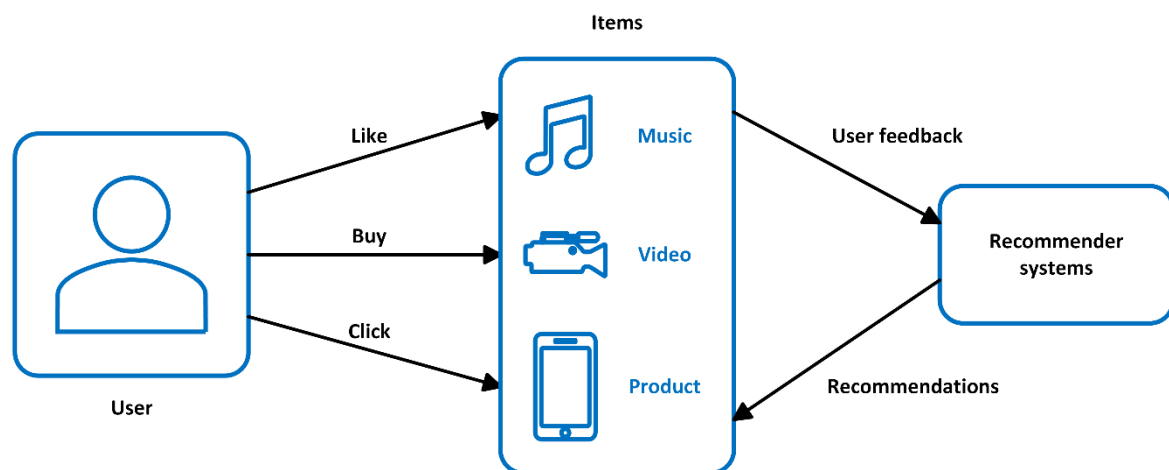 Items
Like
Music
User feedback
Buy
Video
Recommender
systems
Click
Product
Recommendations
User